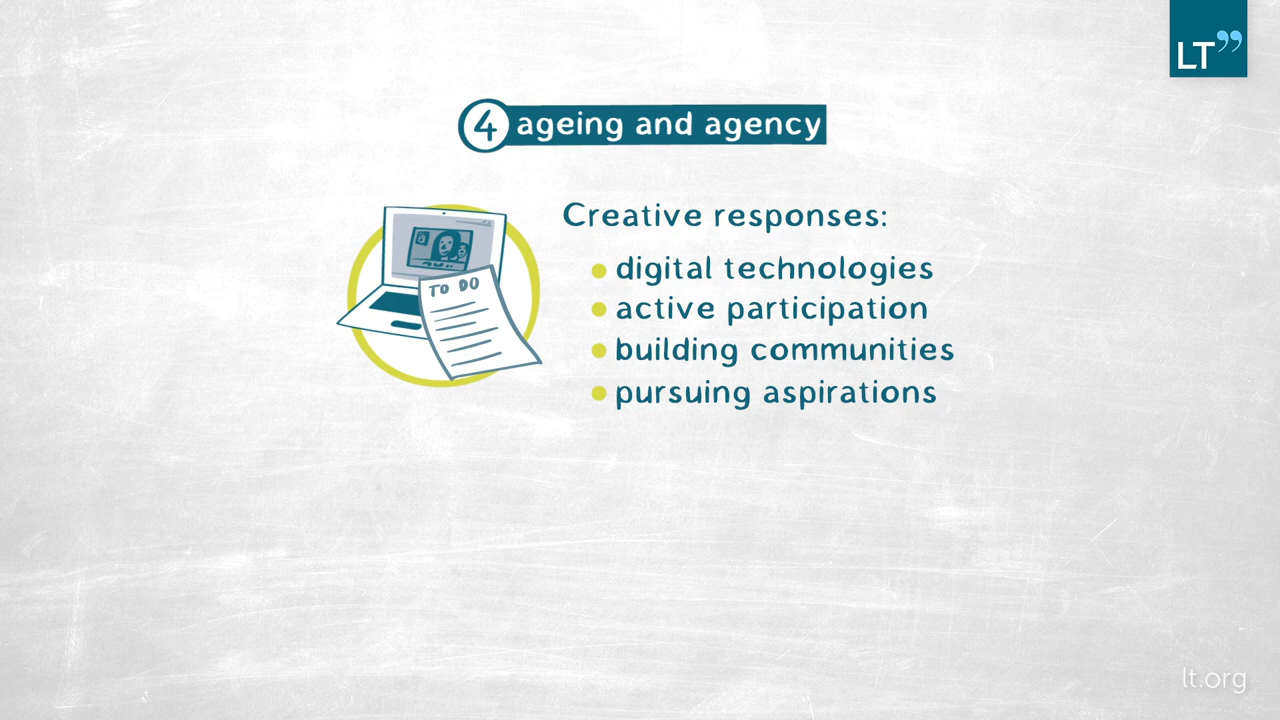 LT”
4 ageing and agency
Creative responses:
digital technologies
active participation
building communities
pursuing aspirations
TO DO
lt.org